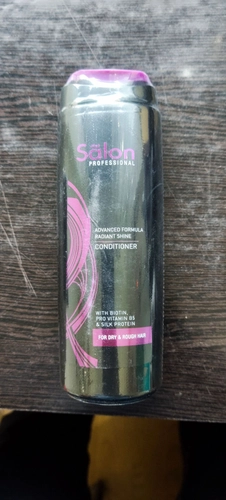 Salon
PROFESSIONAL
ADVANCED FORMULA
RADIANT SHINE
CONDITIONER
WITH BIOTIN,
PRO VITAMIN B5
& SILK PROTEIN
FOR DRY & ROUGH HAIR